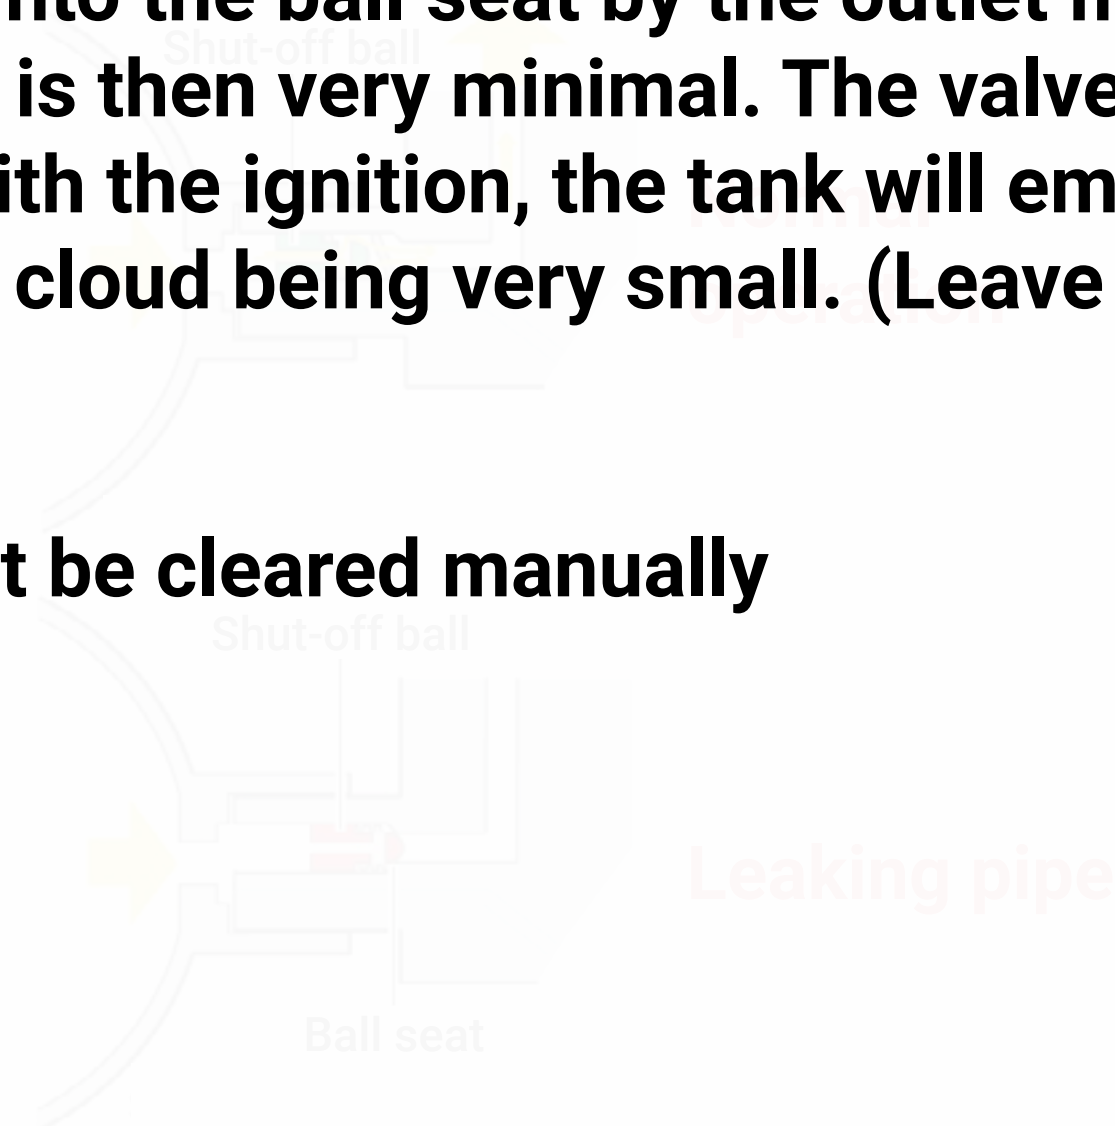 nto the ball seat by the outlet
Shut-off ball
is then very minimal. The valve
ith the ignition, the tank will em
Normal
cloud being very small. (Leave
operation
t be cleared manually
Shut-off ball
Leaking pipe
Ball seat